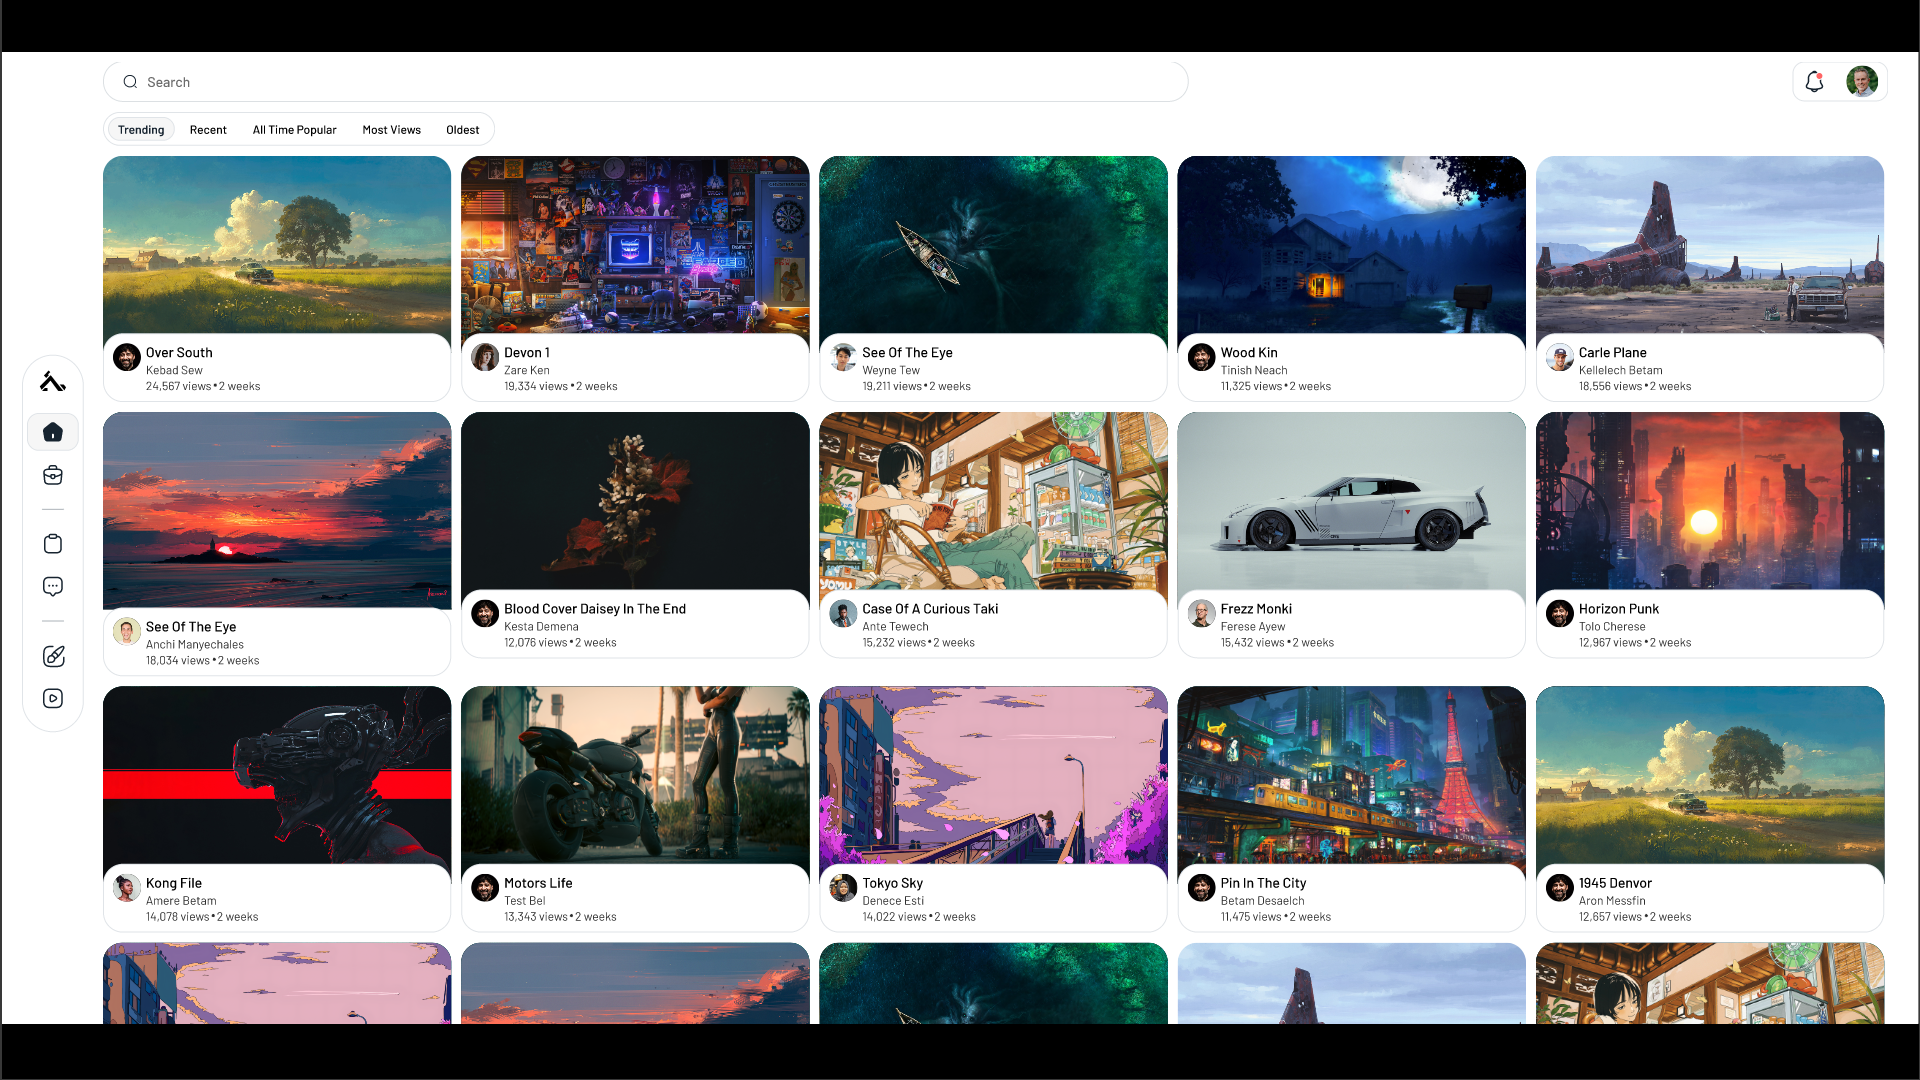 Search
Trending
Recent
All Time Popular
Most Views
Oldest
Over South
Kebad Sew
24,567 views • 2 weeks
Devon 1
Zare Ken
19,334 views • 2 weeks
See Of The Eye
Weyne Tew
19,211 views • 2 weeks
Wood Kin
Tinish Neach
11,325 views • 2 weeks
Carle Plane
Kellelech Betam
18,556 views • 2 weeks
See Of The Eye
Anchi Manyechales
18,034 views • 2 weeks
Blood Cover Daisey In The End
Kesta Demena
12,076 views • 2 weeks
STYLE
YOMU
Case Of A Curious Taki
Ante Tewech
15,232 views • 2 weeks
Frezz Monki
Ferese Ayew
15,432 views • 2 weeks
Horizon Punk
Tolo Cherese
12,967 views • 2 weeks
Kong File
Amere Betam
14,078 views • 2 weeks
Motors Life
Test Bel
13,343 views • 2 weeks
Tokyo Sky
Denece Esti
14,022 views • 2 weeks
Pin In The City
Betam Desaelch
11,475 views • 2 weeks
1945 Denvor
Aron Messfin
12,657 views • 2 weeks